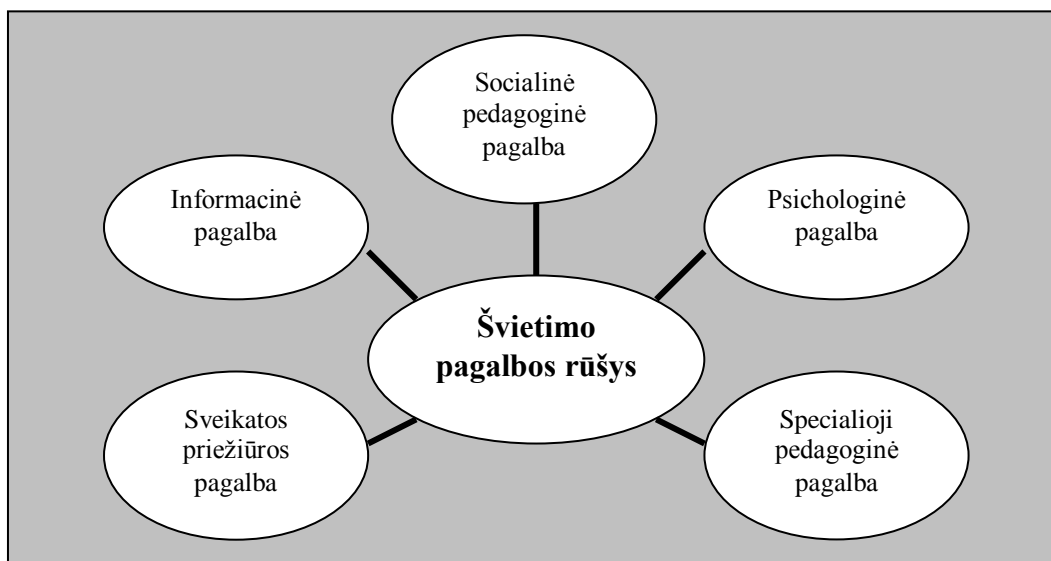 Socialinė
pedagoginė
pagalba
Informacinė
pagalba
Psichologinė
pagalba
Švietimo
pagalbos rūšys
Sveikatos
priežiūros
pagalba
Specialioji
pedagoginė
pagalba